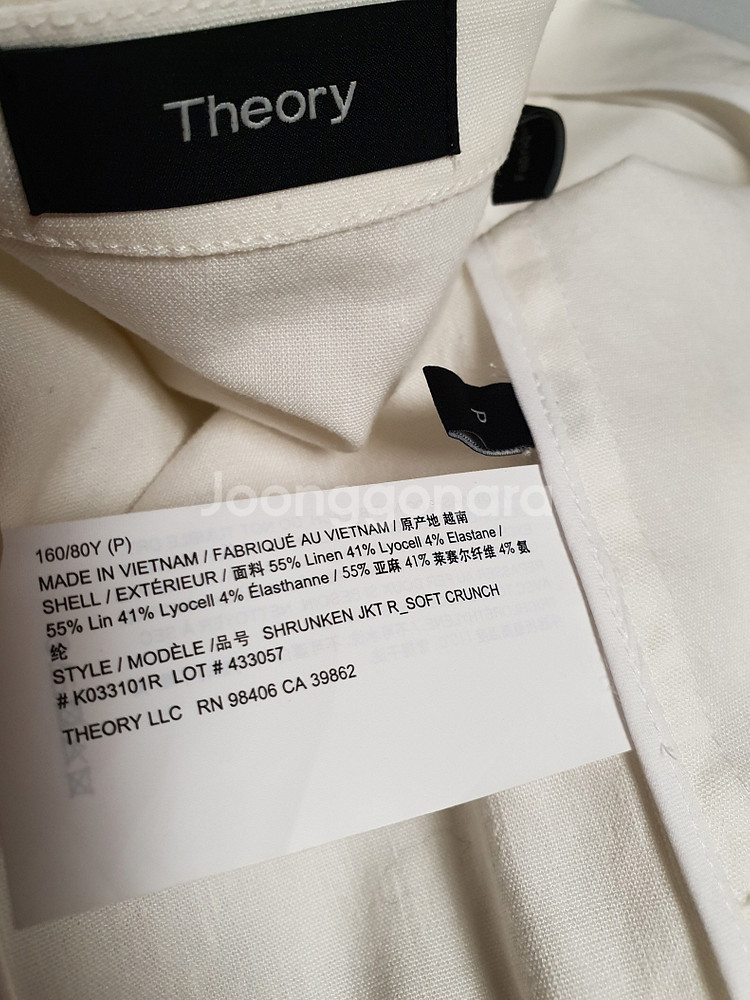 Theory
P
Joonggonara
160/80Y (P)
MADE IN VIETNAM / FABRIQUÉ AU VIETNAM / 原产地 越南
SHELL / EXTÉRIEUR / 面料 55% Linen 41% Lyocell 4% Elastane /
55% Lin 41% Lyocell 4% Élasthanne / 55% 亚麻 41% 莱赛尔纤维 4% 氨
纶
STYLE / MODÈLE /品号 SHRUNKEN JKT R_SOFT CRUNCH
# K033101R LOT # 433057
THEORY LLC RN 98406 CA 39862